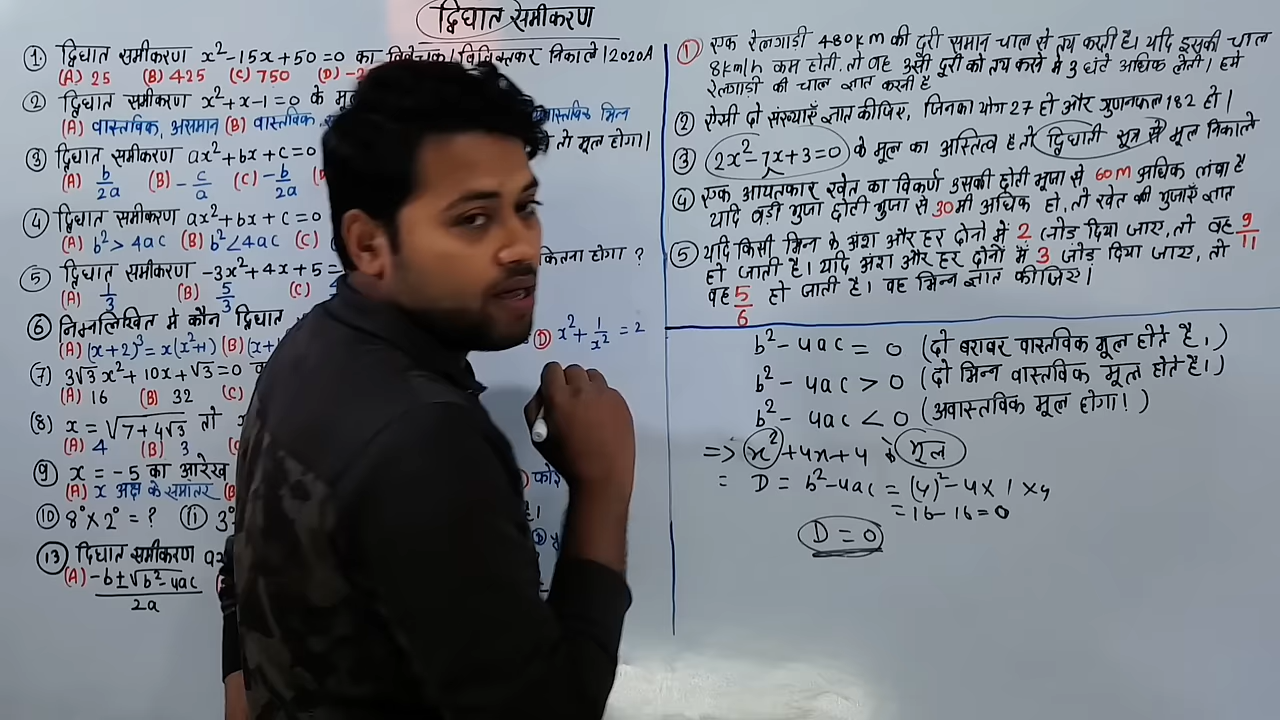 द्विघात समीकरण
① द्विघात समीकरण x²-15x+50=0 का विवेचक/विविक्तकर निकाले।2020A
(A) 25 (B) 425 (C) 750 (D)
② द्विघात समीकरण x²+x-1=0 के
(A) वास्तविक, असमान (B) वास्तविक, भिन्न
③ द्विघात समीकरण ax²+bx+c=0 तो मूल होगा।
(A) b/2a (B) -c/a (C) -b/2a
④ द्विघात समीकरण ax²+bx+c=0
(A) b²>4ac (B) b²<4ac (C)
⑤ द्विघात समीकरण -3x²+4x+5= कितना होगा ?
(A) 1/3 (B) 5/3 (C)
⑥ निम्नलिखित मे कौन द्विघात
(A) (x+2)³=x(x²+1) (B) (x+ (D) x²+1/x²=2
(7) 3√3x²+10x+√3=0
(A) 16 (B) 32 (C)
(8) x=√7+4√3 तो
(A) 4 (B) 3
⑨ x=-5 का आरेख
(A) x अक्ष के समांतर (B)
⑩ 8°×2°=? (11) 3°
⑬ द्विघात समीकरण ax
(A) -b±√b²-4ac/2a
① एक रेलगाड़ी 480km की दूरी समान चाल से तय करती है। यदि इसकी चाल
8km/h कम होती, तो वह उसी दूरी को तय करने मे 3 घंटे अधिक लेती। हमे
रेलगाड़ी की चाल ज्ञात करनी है
② ऐसी दो संख्याएँ ज्ञात कीजिए, जिनका योग 27 हो और गुणनफल 182 हो।
③ 2x²-7x+3=0 के मूल का अस्तित्व है तो द्विघाती सूत्र से मूल निकाले
④ एक आयतकार खेत का विकर्ण उसकी छोटी भूजा से 60m अधिक लंबा है
यदि बड़ी भुजा छोटी भुजा से 30मी अधिक हो, तो खेत की भुजाएँ ज्ञात
⑤ यदि किसी भिन्न के अंश और हर दोनो मे 2 जोड़ दिया जाए, तो वह 9/11
हो जाती है। यदि अंश और हर दोनों में 3 जोड़ दिया जाए, तो
वह 5/6 हो जाती है। वह भिन्न ज्ञात कीजिए।
b²-4ac=0 (दो बराबर वास्तविक मूल होते है।)
b²-4ac>0 (दो भिन्न वास्तविक मूल होते है।)
b²-4ac<0 (अवास्तविक मूल होगा।)
=> x²+4x+4 के मूल
= D = b²-4ac = (4)²-4×1×4
=16-16=0
D=0